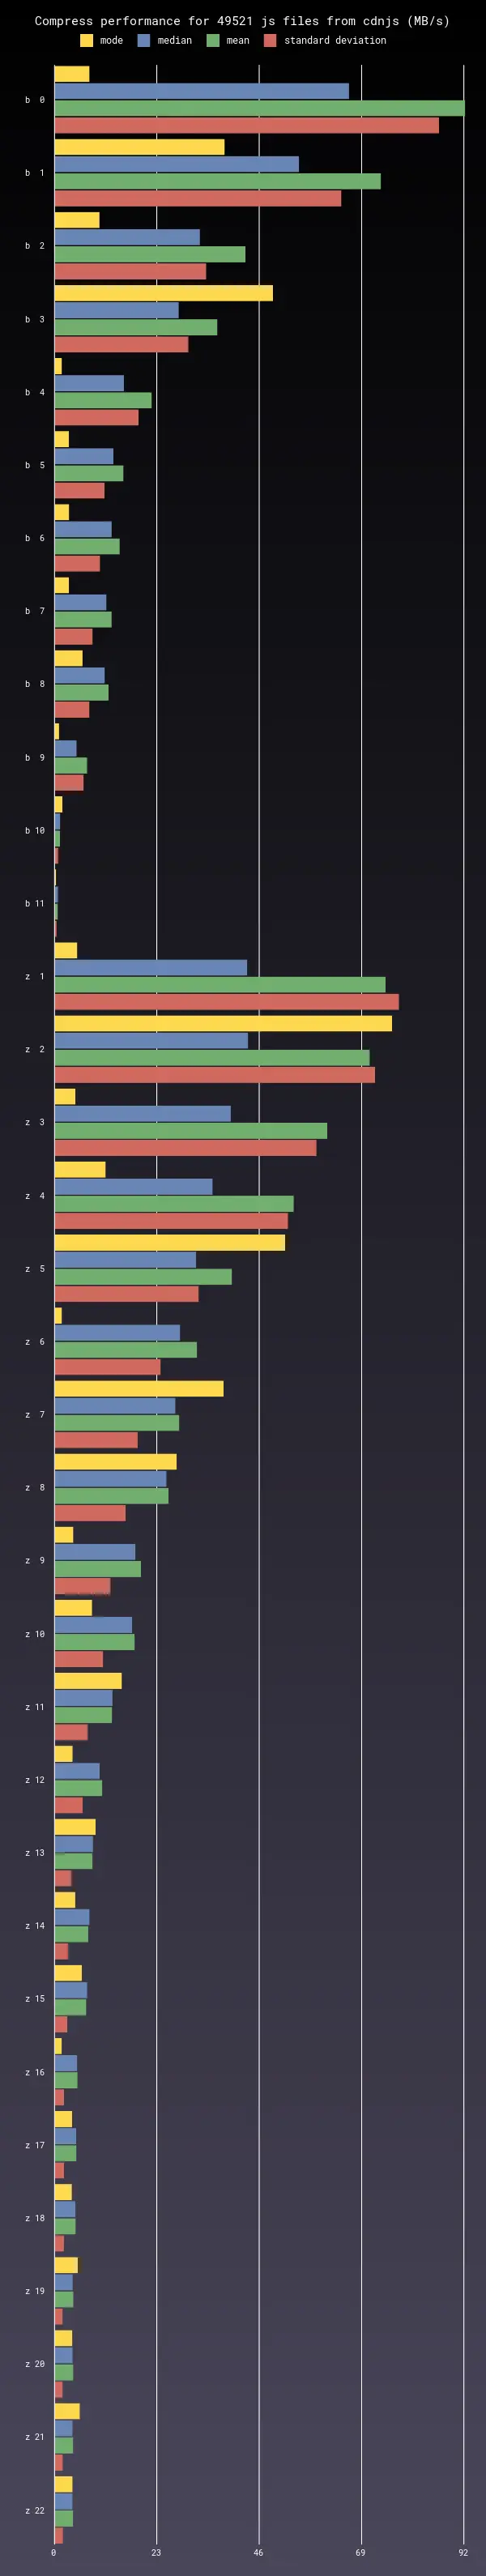 Compress performance for 49521 js files from cdnjs (MB/s)
mode median mean standard deviation
b 0
b 1
b 2
b 3
b 4
b 5
b 6
b 7
b 8
b 9
b 10
b 11
z 1
z 2
z 3
z 4
z 5
z 6
z 7
z 8
z 9
z 10
z 11
z 12
z 13
z 14
z 15
z 16
z 17
z 18
z 19
z 20
z 21
z 22
0 23 46 69 92